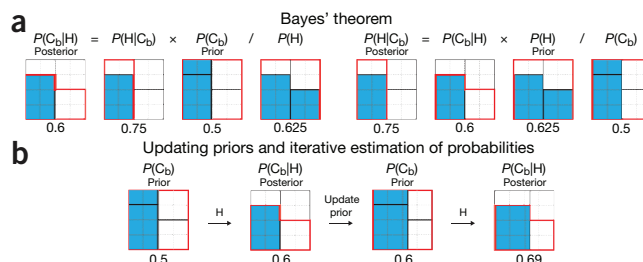 a
Bayes' theorem
P(C_b|H) = P(H|C_b) × P(C_b) / P(H)
Posterior Prior
0.6 0.75 0.5 0.625
P(H|C_b) = P(C_b|H) × P(H) / P(C_b)
Posterior Prior
0.75 0.6 0.625 0.5
b
Updating priors and iterative estimation of probabilities
P(C_b) P(C_b|H) P(C_b) P(C_b|H)
Prior Posterior Prior Posterior
H Update prior H
0.5 0.6 0.6 0.69